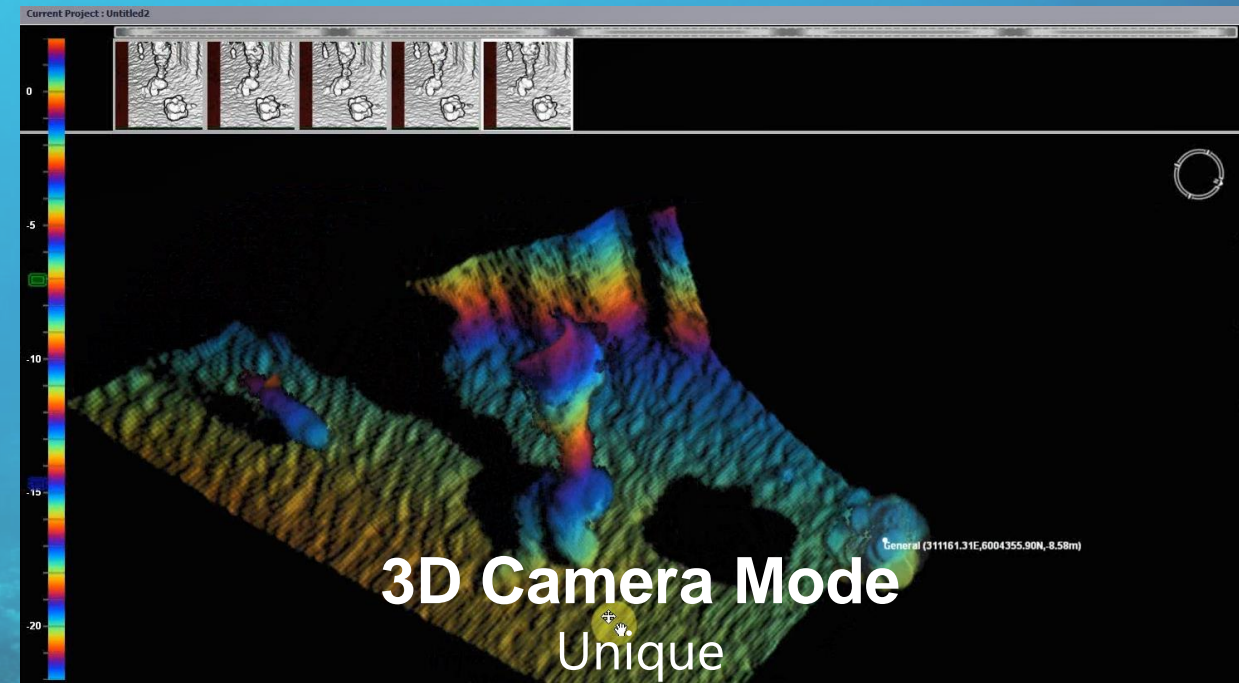 Current Project : Untitled2
0
-5
-10
-15
-20
General (311161.31E,6004355.90N,-8.58m)
3D Camera Mode
Unique